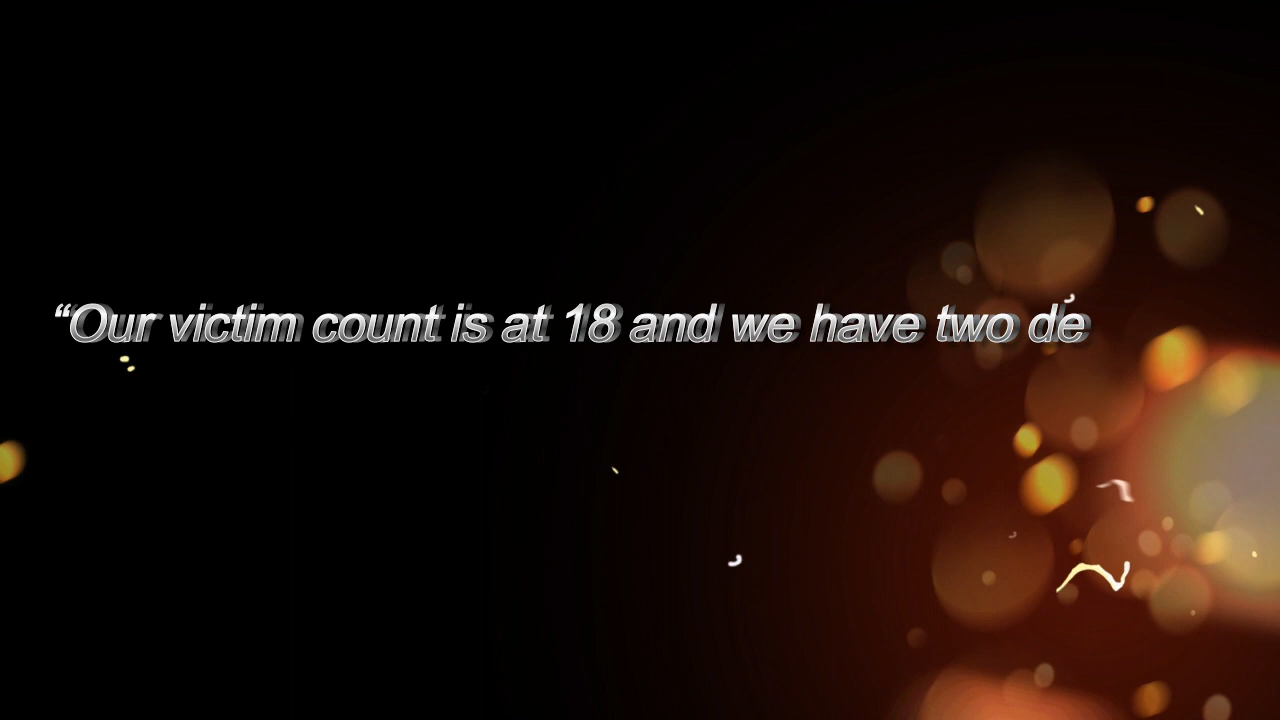 “Our victim count is at 18 and we have two de